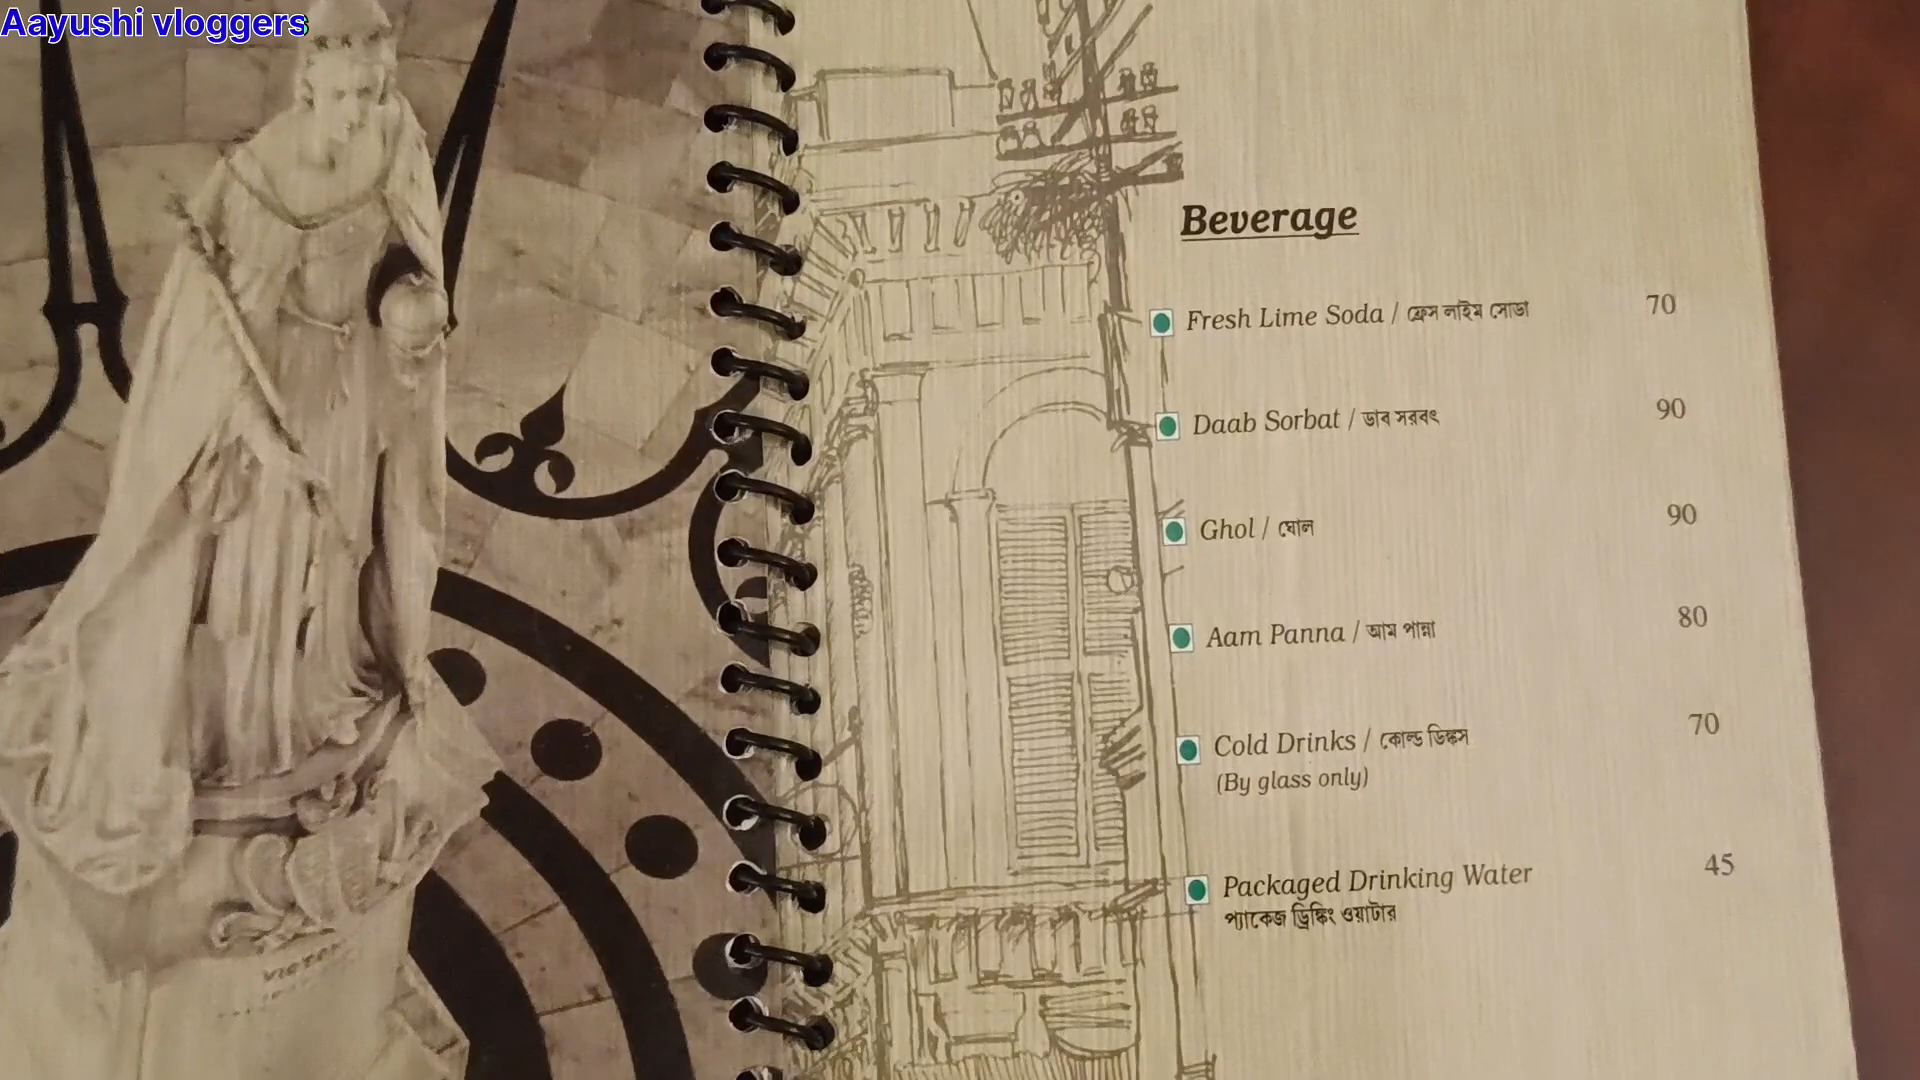 Aayushi vloggers
Beverage
Fresh Lime Soda / ফ্রেস লাইম সোডা 70
Daab Sorbat / ডাব সরবৎ 90
Ghol / ঘোল 90
Aam Panna / আম পান্না 80
Cold Drinks / কোল্ড ড্রিঙ্কস 70
(By glass only)
Packaged Drinking Water 45
প্যাকেজ ড্রিঙ্কিং ওয়াটার